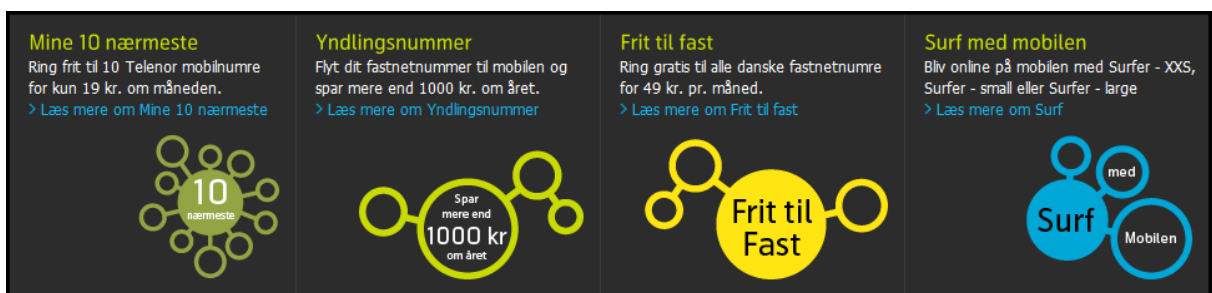 Mine 10 nærmeste
Ring frit til 10 Telenor mobilnumre
for kun 19 kr. om måneden.
> Læs mere om Mine 10 nærmeste
10
nærmeste
Yndlingsnummer
Flyt dit fastnetnummer til mobilen og
spar mere end 1000 kr. om året.
> Læs mere om Yndlingsnummer
Spar
mere end
1000 kr
om året
Frit til fast
Ring gratis til alle danske fastnetnumre
for 49 kr. pr. måned.
> Læs mere om Frit til fast
Frit til
Fast
Surf med mobilen
Bliv online på mobilen med Surfer - XXS,
Surfer - small eller Surfer - large
> Læs mere om Surf
med
Surf
Mobilen